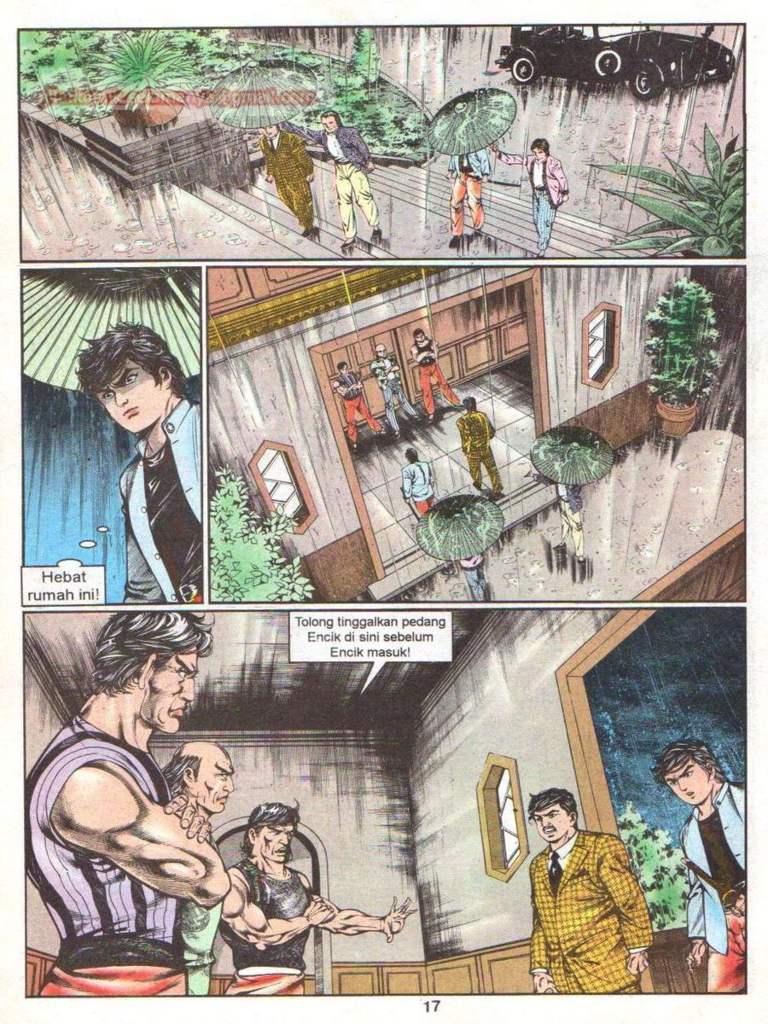 Hebat
rumah ini!
Tolong tinggalkan pedang
Encik di sini sebelum
Encik masuk!
17